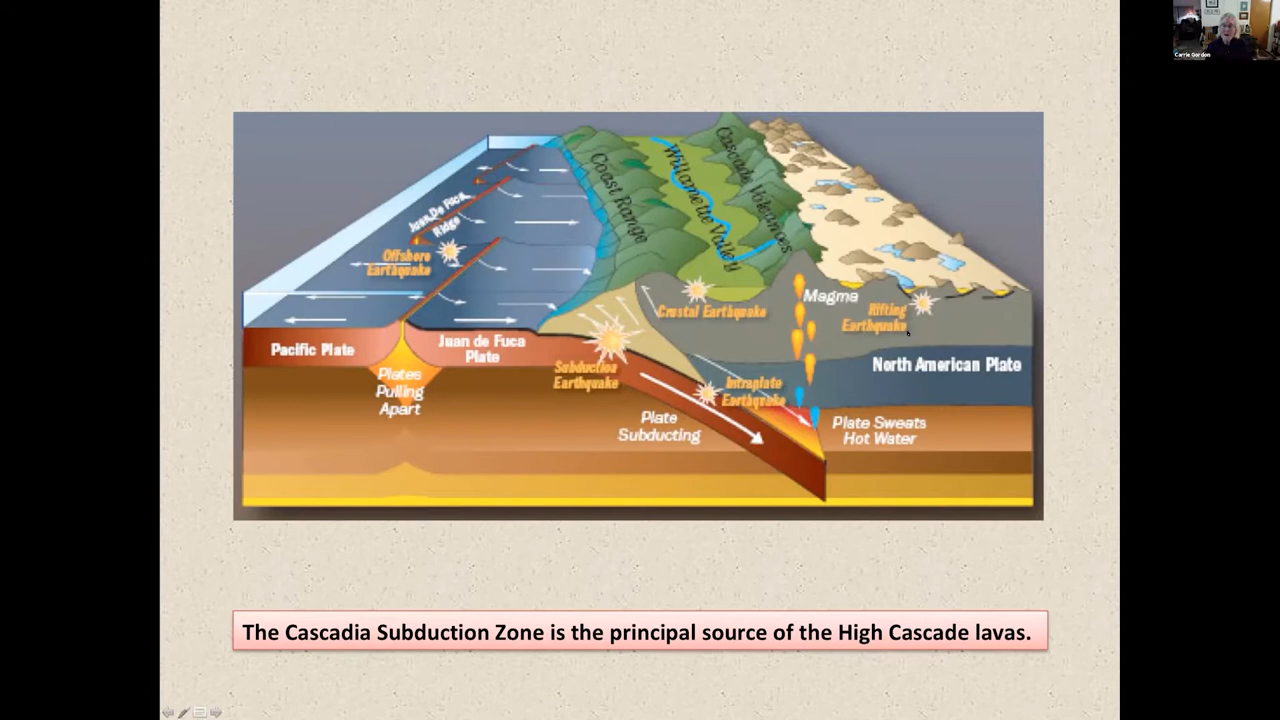 Carrie Gordon
Coast Range
Willamette Valley
Cascade Volcanoes
Juan De Fuca
Ridge
Offshore
Earthquake
Crustal Earthquake
Magma
Rifting
Earthquake
Pacific Plate
Juan de Fuca
Plate
Plates
Pulling
Apart
Subduction
Earthquake
Intraplate
Earthquake
North American Plate
Plate
Subducting
Plate Sweats
Hot Water
The Cascadia Subduction Zone is the principal source of the High Cascade lavas.